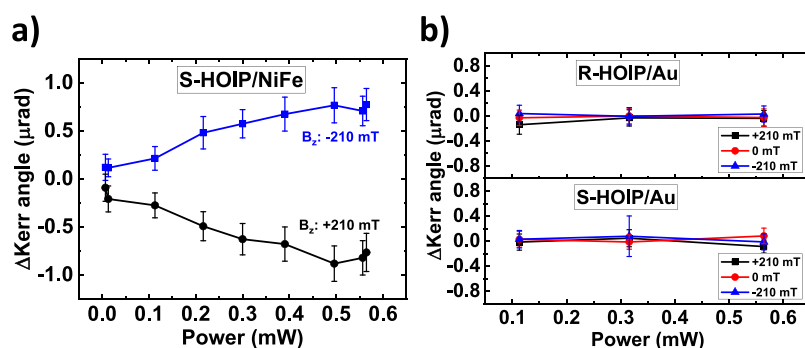 a)
S-HOIP/NiFe
ΔKerr angle (μrad)
1.0
0.5
0.0
-0.5
-1.0
B_z: -210 mT
B_z: +210 mT
0.0 0.1 0.2 0.3 0.4 0.5 0.6
Power (mW)
b)
R-HOIP/Au
ΔKerr angle (μrad)
0.8
0.4
0.0
-0.4
-0.8
+210 mT
0 mT
-210 mT
S-HOIP/Au
0.8
0.4
0.0
-0.4
-0.8
+210 mT
0 mT
-210 mT
0.1 0.2 0.3 0.4 0.5 0.6
Power (mW)